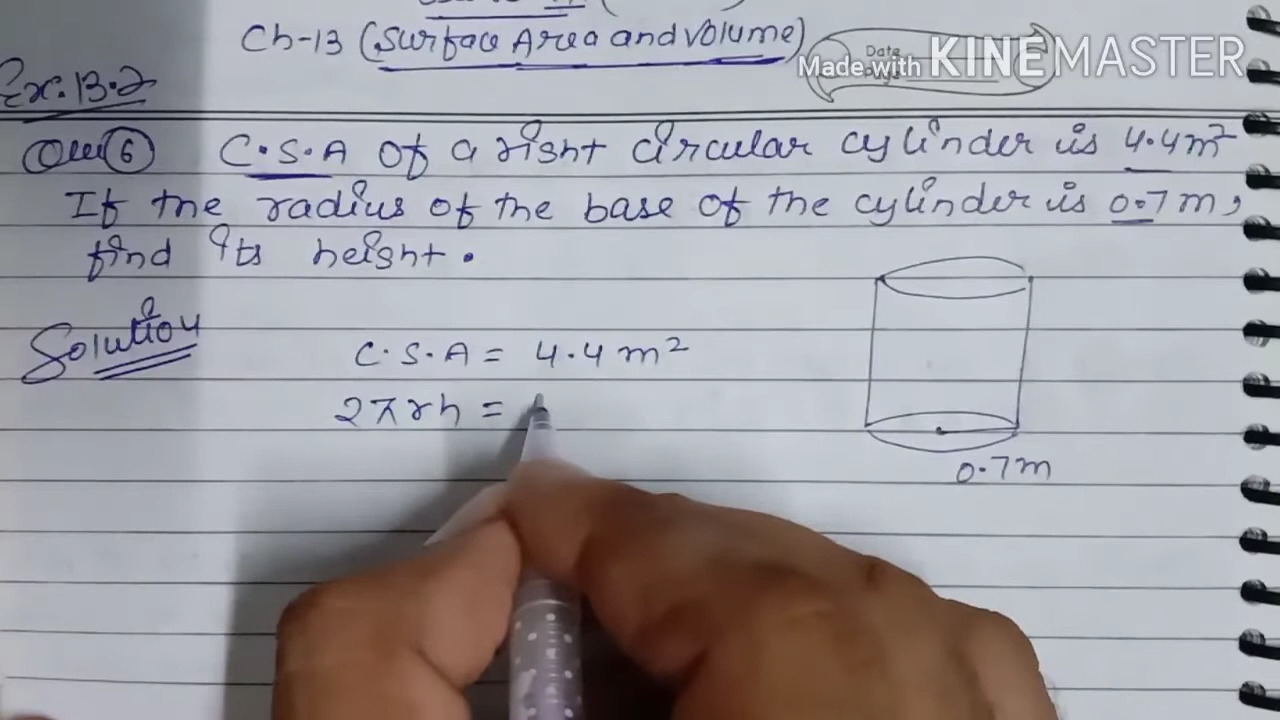 Ch-13 (Surface Area and Volume)
Date
Made with KINEMASTER
Ex. 13.2
Que 6 C.S.A of a right circular cylinder is 4.4m²
If the radius of the base of the cylinder is 0.7m,
find its height.
Solution
C.S.A = 4.4 m²
2πrh =
0.7m